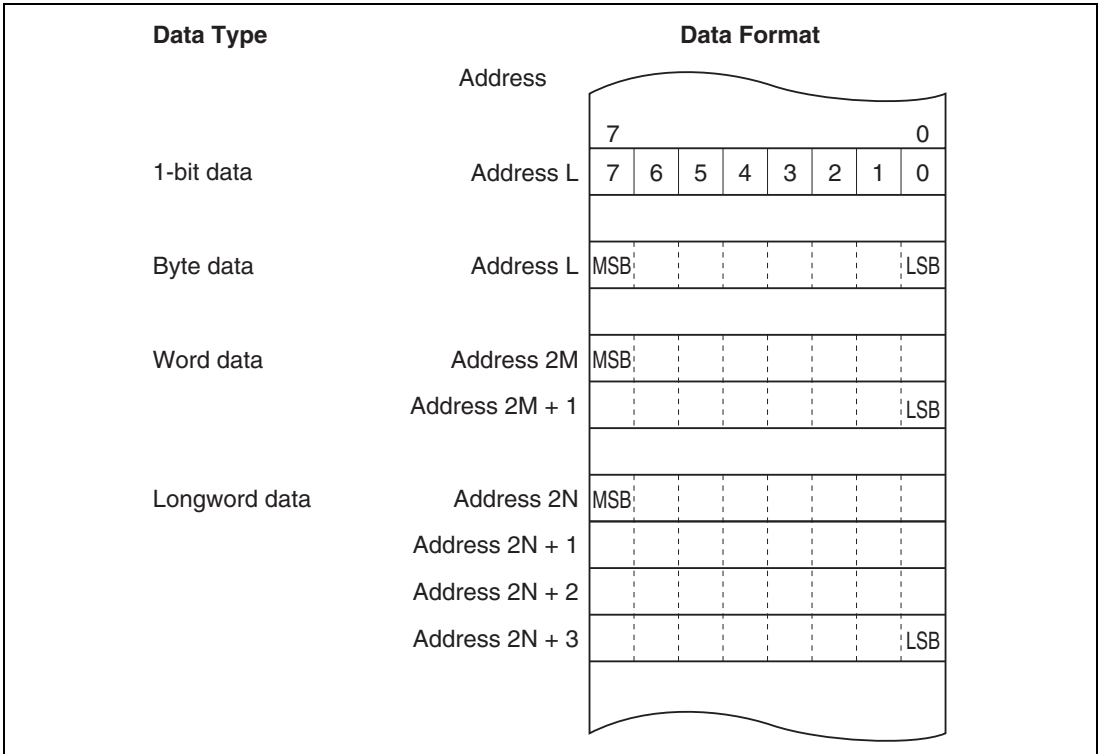 Data Type Data Format
Address
7 0
1-bit data Address L 7 6 5 4 3 2 1 0
Byte data Address L MSB LSB
Word data Address 2M MSB
Address 2M + 1 LSB
Longword data Address 2N MSB
Address 2N + 1
Address 2N + 2
Address 2N + 3 LSB